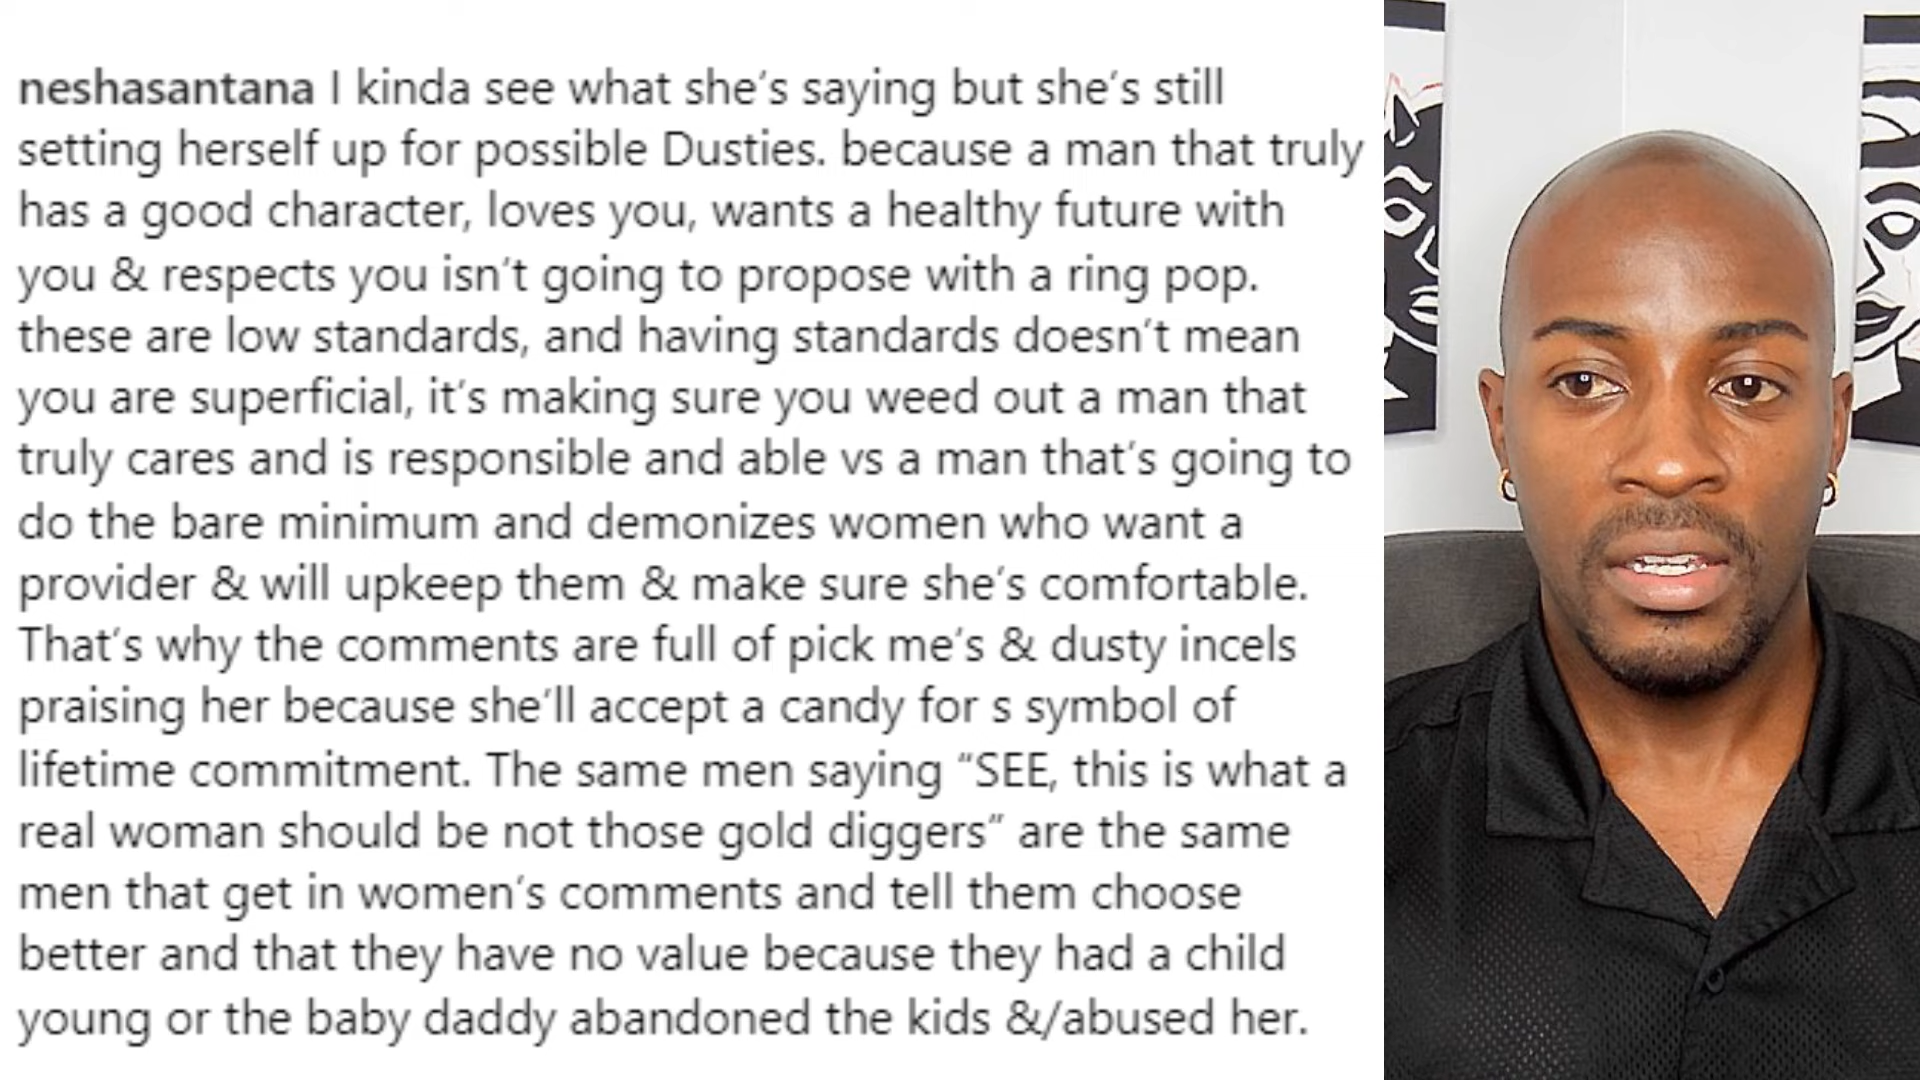 neshasantana I kinda see what she's saying but she's still
setting herself up for possible Dusties. because a man that truly
has a good character, loves you, wants a healthy future with
you & respects you isn't going to propose with a ring pop.
these are low standards, and having standards doesn't mean
you are superficial, it's making sure you weed out a man that
truly cares and is responsible and able vs a man that's going to
do the bare minimum and demonizes women who want a
provider & will upkeep them & make sure she's comfortable.
That's why the comments are full of pick me's & dusty incels
praising her because she'll accept a candy for s symbol of
lifetime commitment. The same men saying "SEE, this is what a
real woman should be not those gold diggers" are the same
men that get in women's comments and tell them choose
better and that they have no value because they had a child
young or the baby daddy abandoned the kids &/abused her.